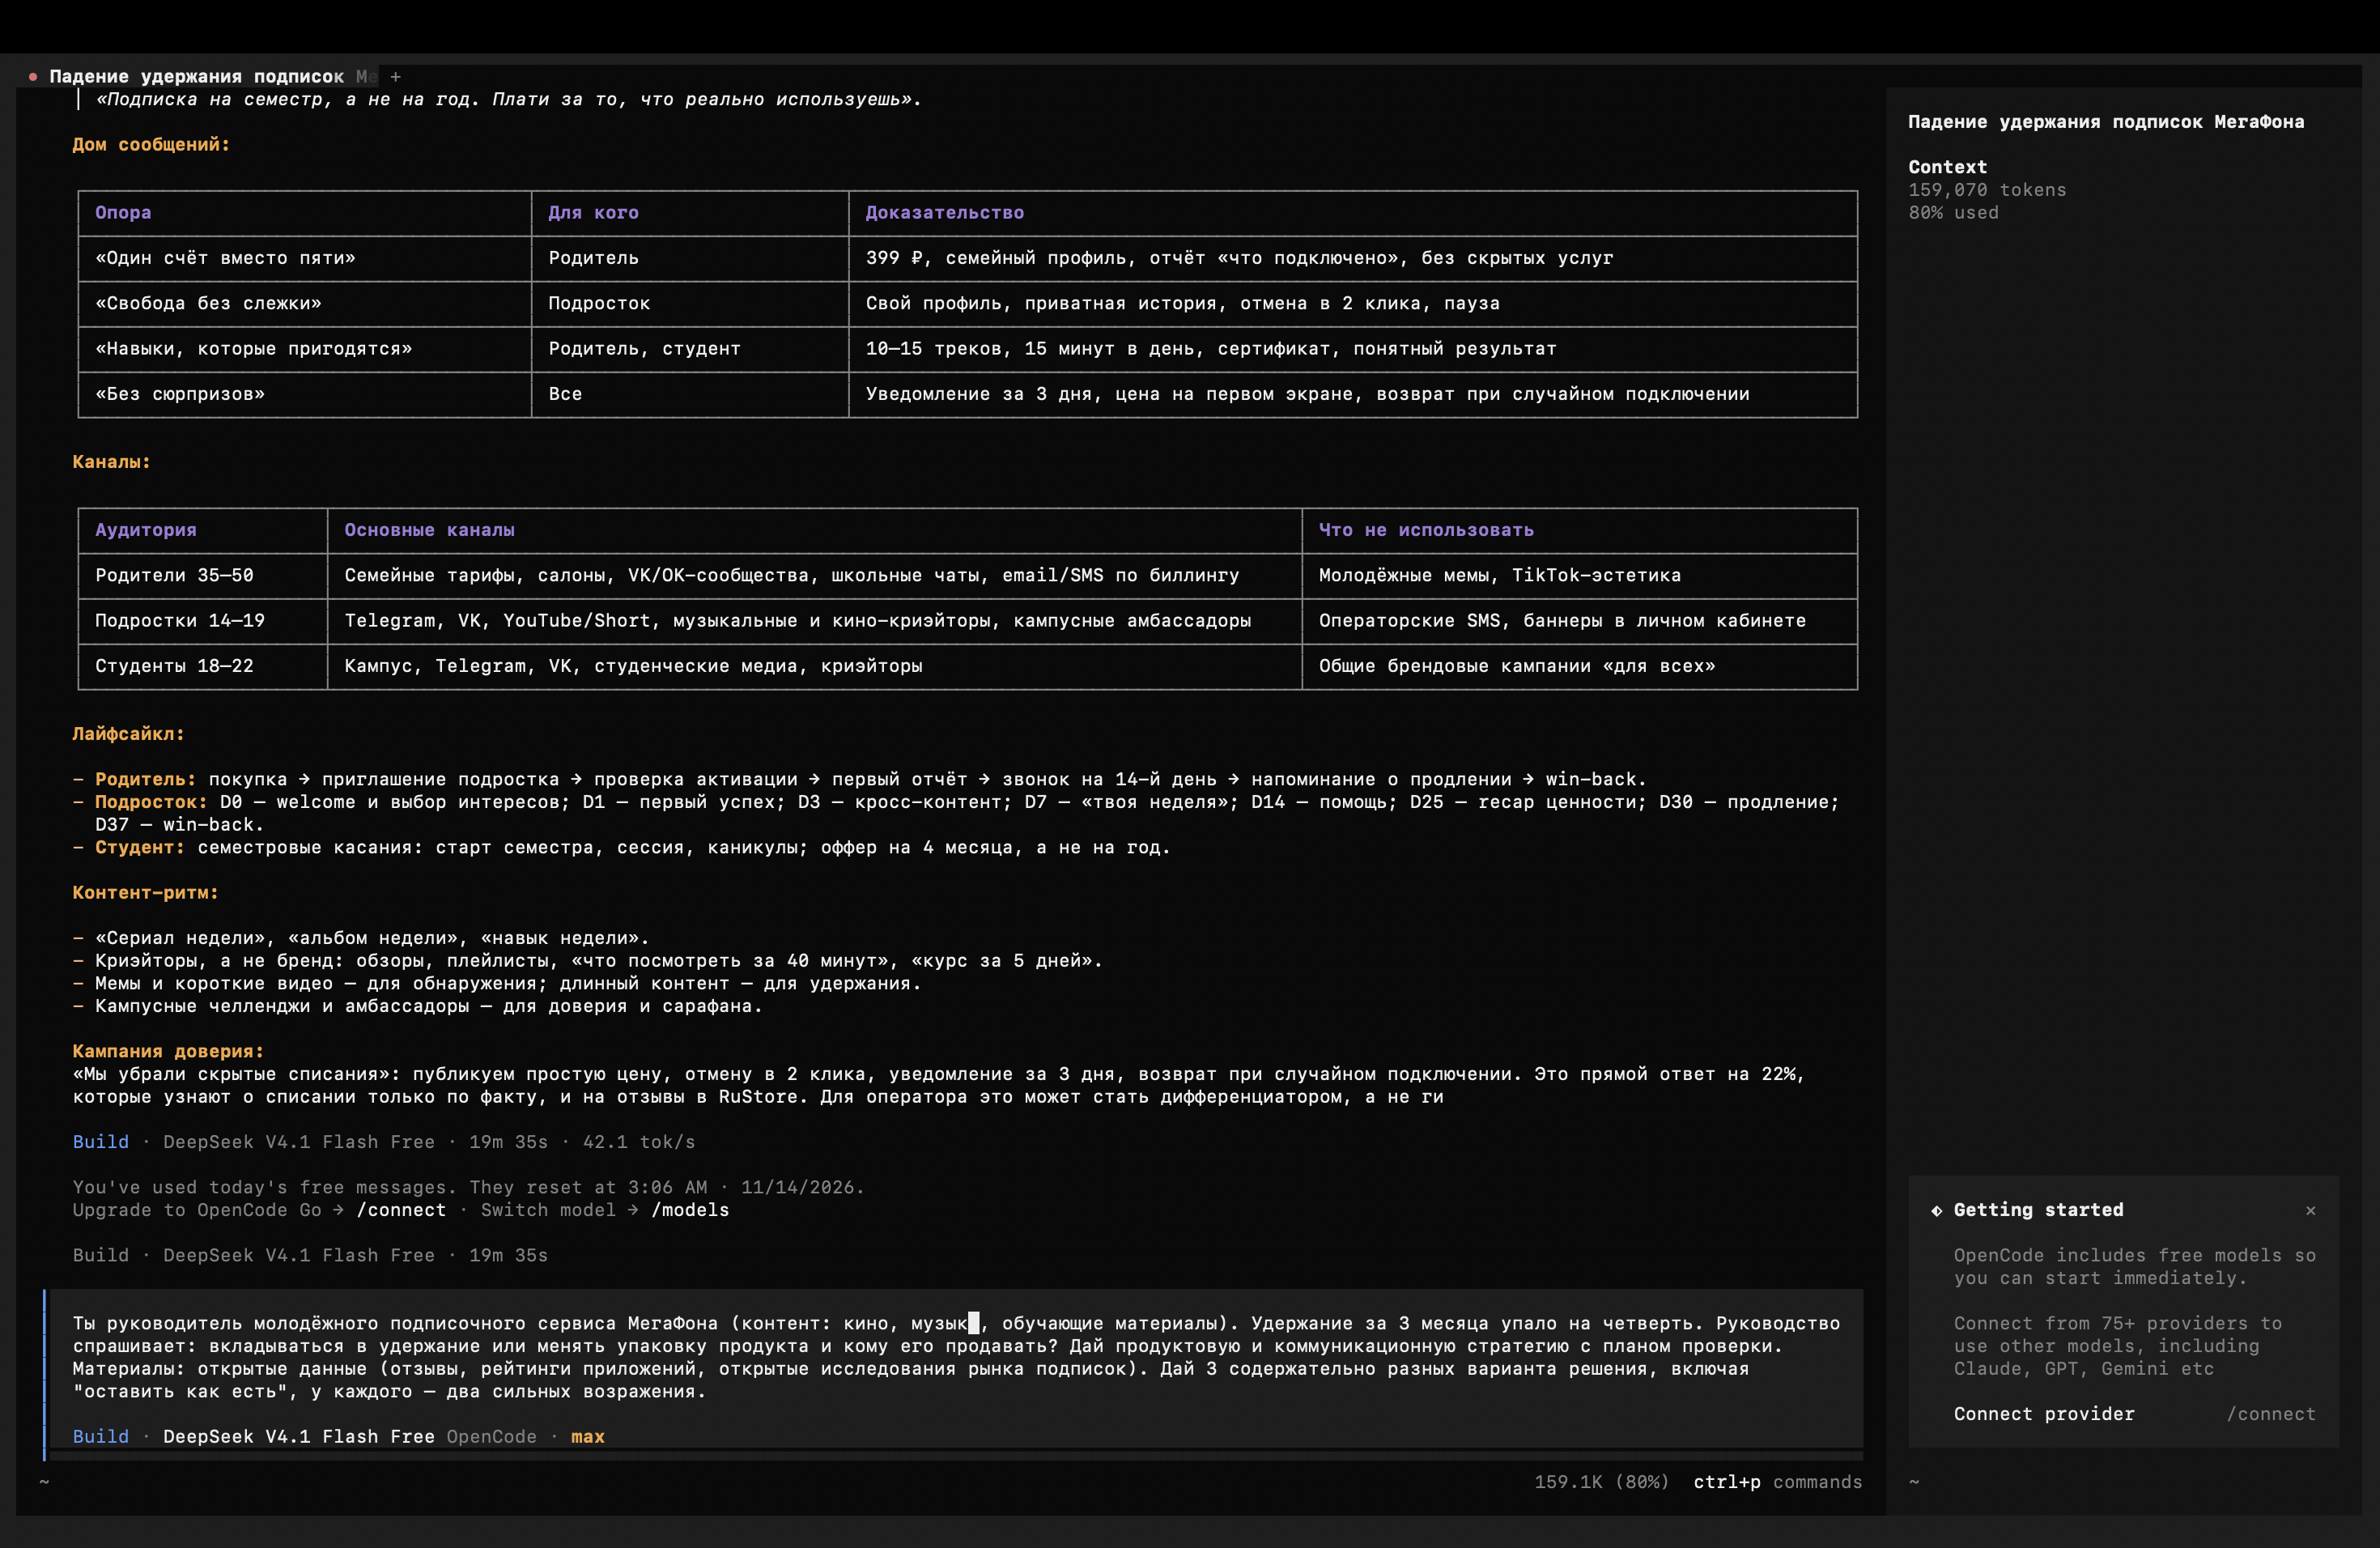 Падение удержания подписок Ме +
«Подписка на семестр, а не на год. Плати за то, что реально используешь».
Дом сообщений:
Опора Для кого Доказательство
«Один счёт вместо пяти» Родитель 399 ₽, семейный профиль, отчёт «что подключено», без скрытых услуг
«Свобода без слежки» Подросток Свой профиль, приватная история, отмена в 2 клика, пауза
«Навыки, которые пригодятся» Родитель, студент 10–15 треков, 15 минут в день, сертификат, понятный результат
«Без сюрпризов» Все Уведомление за 3 дня, цена на первом экране, возврат при случайном подключении
Каналы:
Аудитория Основные каналы Что не использовать
Родители 35–50 Семейные тарифы, салоны, VK/OK-сообщества, школьные чаты, email/SMS по биллингу Молодёжные мемы, TikTok-эстетика
Подростки 14–19 Telegram, VK, YouTube/Short, музыкальные и кино-криэйторы, кампусные амбассадоры Операторские SMS, баннеры в личном кабинете
Студенты 18–22 Кампус, Telegram, VK, студенческие медиа, криэйторы Общие брендовые кампании «для всех»
Лайфсайкл:
- Родитель: покупка → приглашение подростка → проверка активации → первый отчёт → звонок на 14-й день → напоминание о продлении → win-back.
- Подросток: D0 — welcome и выбор интересов; D1 — первый успех; D3 — кросс-контент; D7 — «твоя неделя»; D14 — помощь; D25 — recap ценности; D30 — продление;
D37 — win-back.
- Студент: семестровые касания: старт семестра, сессия, каникулы; оффер на 4 месяца, а не на год.
Контент-ритм:
- «Сериал недели», «альбом недели», «навык недели».
- Криэйторы, а не бренд: обзоры, плейлисты, «что посмотреть за 40 минут», «курс за 5 дней».
- Мемы и короткие видео — для обнаружения; длинный контент — для удержания.
- Кампусные челленджи и амбассадоры — для доверия и сарафана.
Кампания доверия:
«Мы убрали скрытые списания»: публикуем простую цену, отмену в 2 клика, уведомление за 3 дня, возврат при случайном подключении. Это прямой ответ на 22%,
которые узнают о списании только по факту, и на отзывы в RuStore. Для оператора это может стать дифференциатором, а не ги
Build · DeepSeek V4.1 Flash Free · 19m 35s · 42.1 tok/s
You've used today's free messages. They reset at 3:06 AM · 11/14/2026.
Upgrade to OpenCode Go → /connect · Switch model → /models
Build · DeepSeek V4.1 Flash Free · 19m 35s
Ты руководитель молодёжного подписочного сервиса МегаФона (контент: кино, музык , обучающие материалы). Удержание за 3 месяца упало на четверть. Руководство
спрашивает: вкладываться в удержание или менять упаковку продукта и кому его продавать? Дай продуктовую и коммуникационную стратегию с планом проверки.
Материалы: открытые данные (отзывы, рейтинги приложений, открытые исследования рынка подписок). Дай 3 содержательно разных варианта решения, включая
"оставить как есть", у каждого — два сильных возражения.
Build · DeepSeek V4.1 Flash Free OpenCode · max
~ 159.1K (80%) ctrl+p commands
Падение удержания подписок МегаФона
Context
159,070 tokens
80% used
Getting started ×
OpenCode includes free models so
you can start immediately.
Connect from 75+ providers to
use other models, including
Claude, GPT, Gemini etc
Connect provider /connect
~